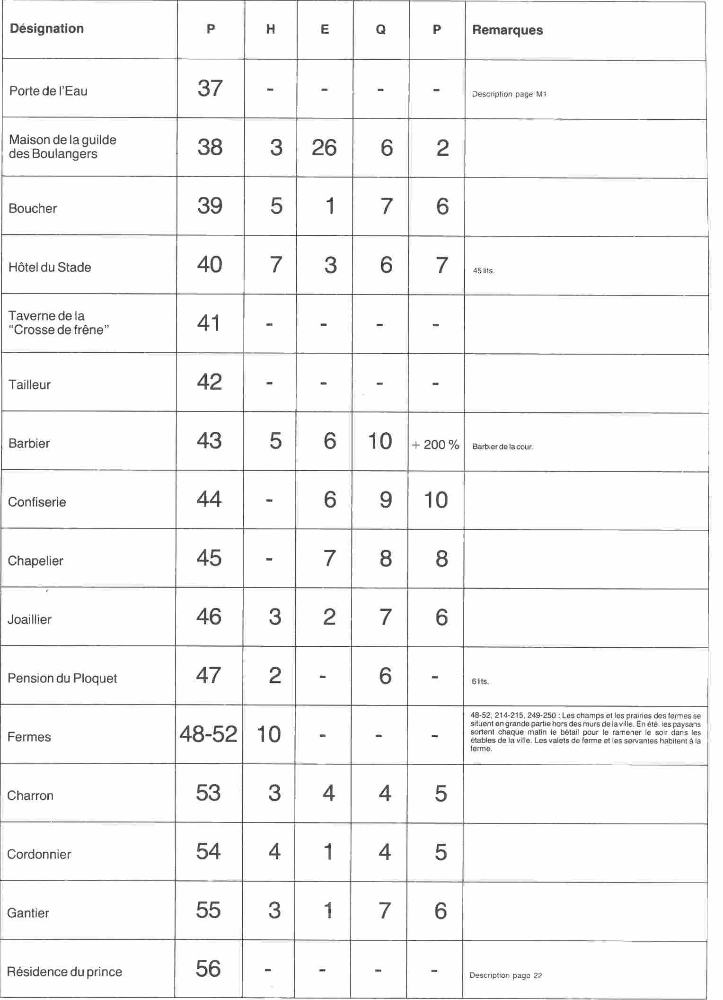 Désignation P H E Q P Remarques
Porte de l'Eau 37 - - - - Description page M1
Maison de la guilde
des Boulangers 38 3 26 6 2
Boucher 39 5 1 7 6
Hôtel du Stade 40 7 3 6 7 45 lits.
Taverne de la
“Crosse de frêne” 41 - - - -
Tailleur 42 - - - -
Barbier 43 5 6 10 + 200 % Barbier de la cour.
Confiserie 44 - 6 9 10
Chapelier 45 - 7 8 8
Joaillier 46 3 2 7 6
Pension du Ploquet 47 2 - 6 - 6 lits.
Fermes 48-52 10 - - -
48-52, 214-215, 249-250 : Les champs et les prairies des fermes se
situent en grande partie hors des murs de la ville. En été, les paysans
sortent chaque matin le bétail pour le ramener le soir dans les
étables de la ville. Les valets de ferme et les servantes habitent à la
ferme.
Charron 53 3 4 4 5
Cordonnier 54 4 1 4 5
Gantier 55 3 1 7 6
Résidence du prince 56 - - - - Description page 22